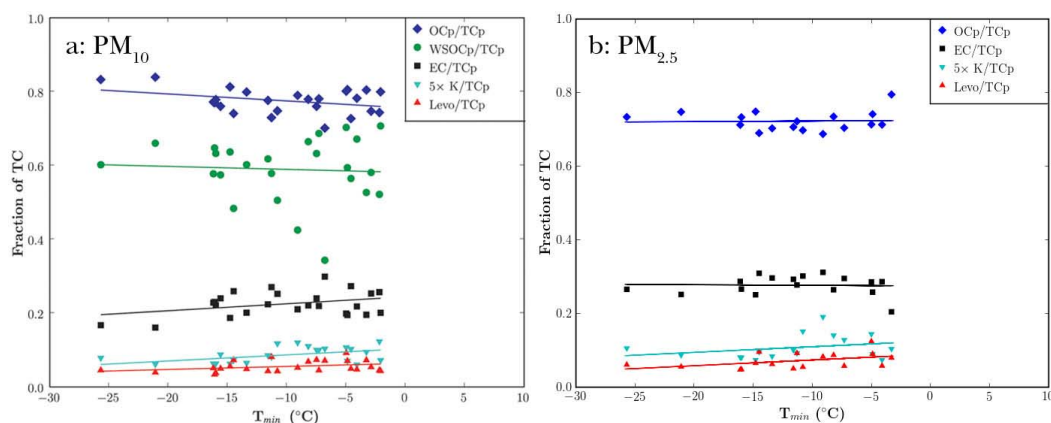 a: PM10
OCp/TCp
WSOCp/TCp
EC/TCp
5× K/TCp
Levo/TCp
Fraction of TC
1.0
0.8
0.6
0.4
0.2
0.0
−30 −25 −20 −15 −10 −5 0 5 10
Tmin (°C)
b: PM2.5
OCp/TCp
EC/TCp
5× K/TCp
Levo/TCp
Fraction of TC
1.0
0.8
0.6
0.4
0.2
0.0
−30 −25 −20 −15 −10 −5 0 5 10
Tmin (°C)